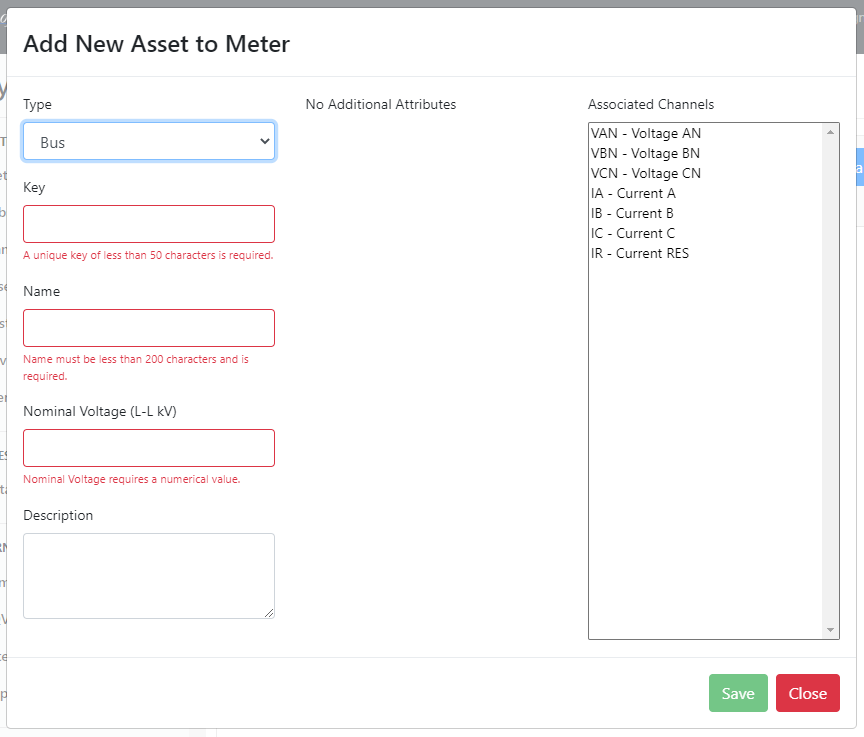 Add New Asset to Meter
Type
Bus
Key
A unique key of less than 50 characters is required.
Name
Name must be less than 200 characters and is
required.
Nominal Voltage (L-L kV)
Nominal Voltage requires a numerical value.
Description
No Additional Attributes
Associated Channels
VAN - Voltage AN
VBN - Voltage BN
VCN - Voltage CN
IA - Current A
IB - Current B
IC - Current C
IR - Current RES
Save
Close